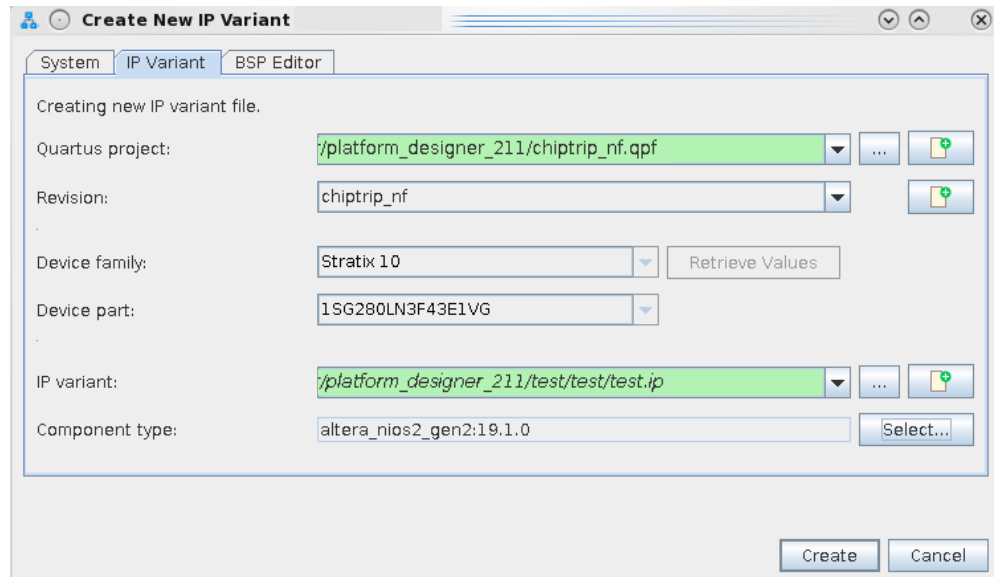 Create New IP Variant
System IP Variant BSP Editor
Creating new IP variant file.
Quartus project: r/platform_designer_211/chiptrip_nf.qpf ...
Revision: chiptrip_nf
Device family: Stratix 10 Retrieve Values
Device part: 1SG280LN3F43E1VG
IP variant: r/platform_designer_211/test/test/test.ip ...
Component type: altera_nios2_gen2:19.1.0 Select...
Create Cancel